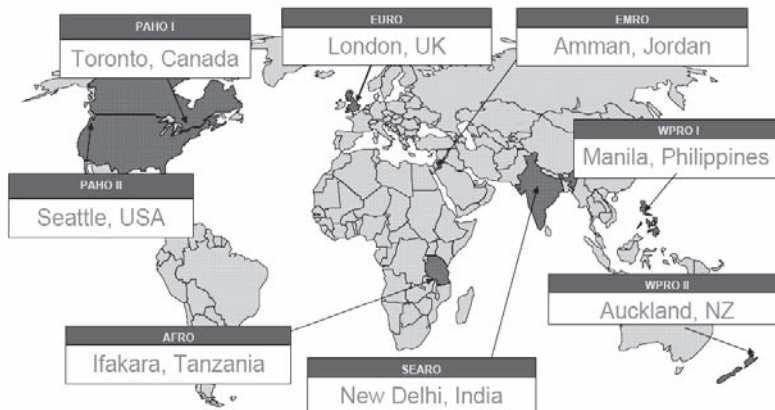 PAHO I
Toronto, Canada
EURO
London, UK
EMRO
Amman, Jordan
WPRO I
Manila, Philippines
PAHO II
Seattle, USA
WPRO II
Auckland, NZ
AFRO
Ifakara, Tanzania
SEARO
New Delhi, India